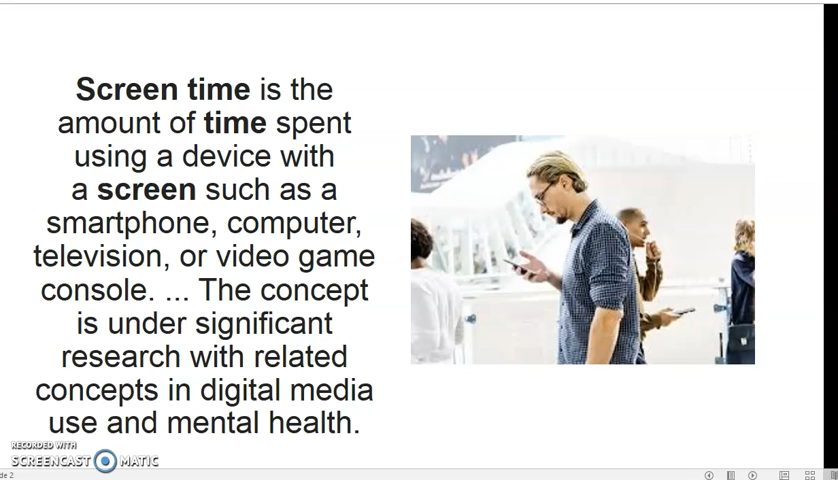 Screen time is the
amount of time spent
using a device with
a screen such as a
smartphone, computer,
television, or video game
console. ... The concept
is under significant
research with related
concepts in digital media
use and mental health.
RECORDED WITH
SCREENCAST MATIC
de 2